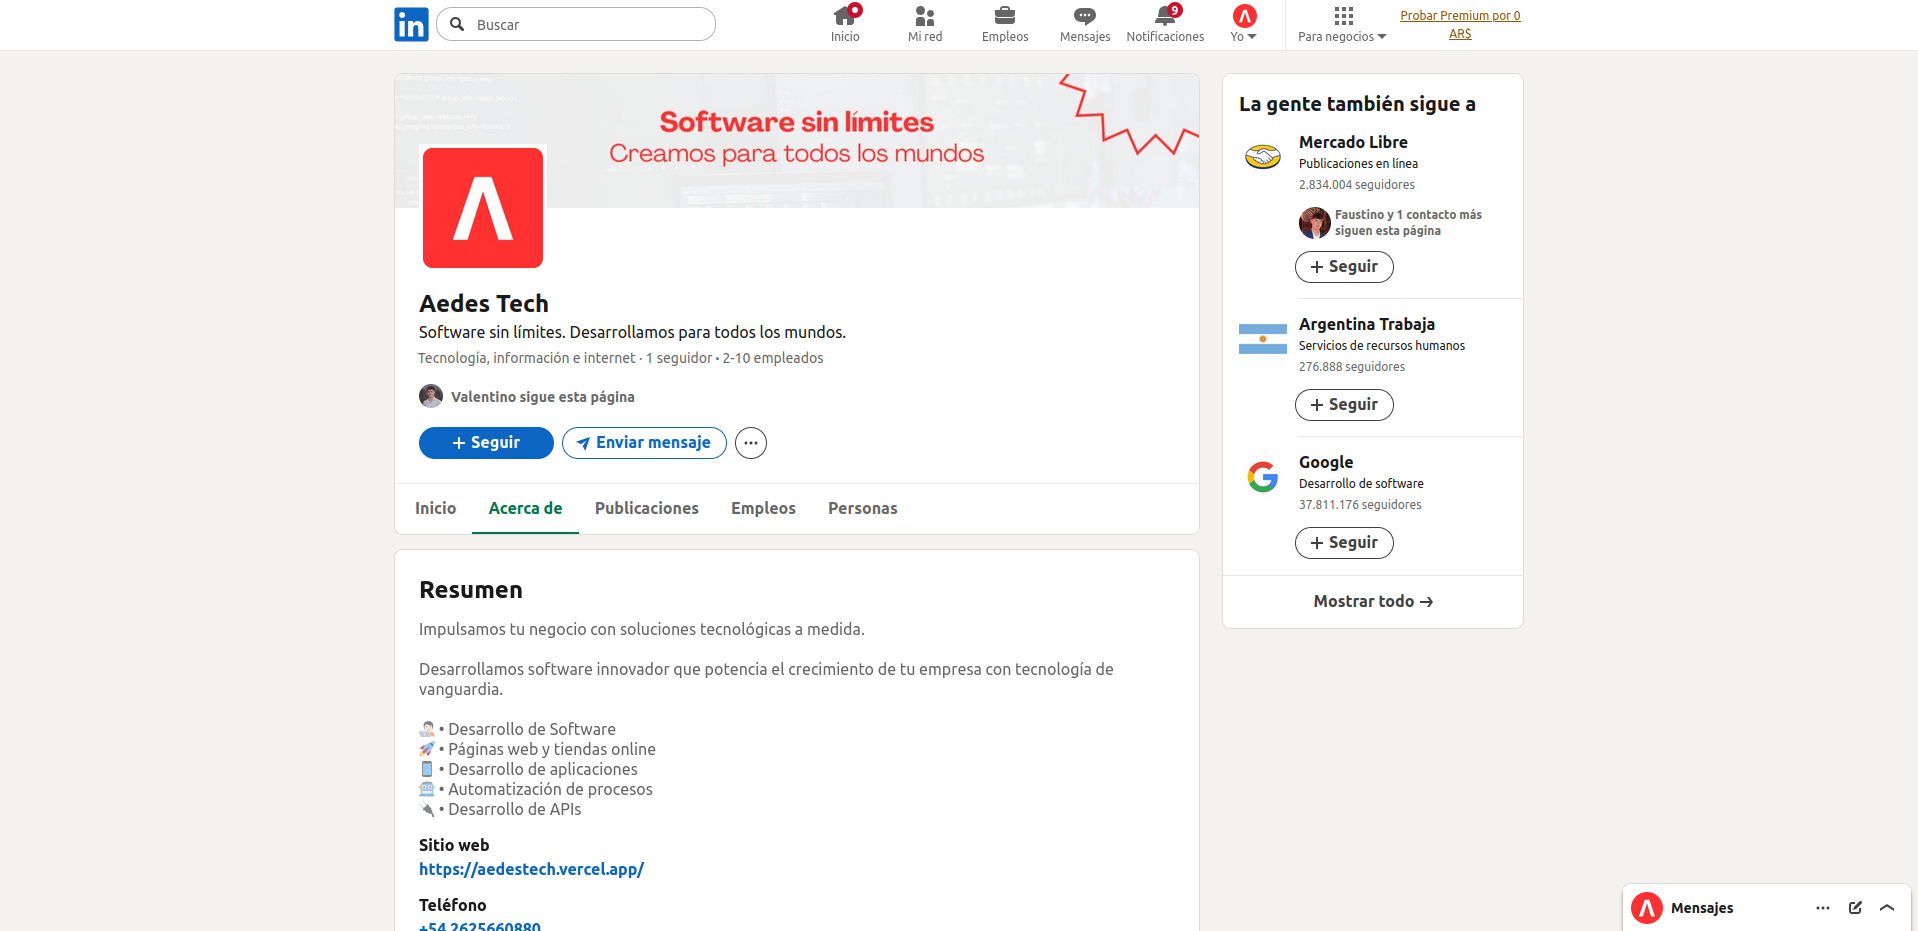 in
Buscar
Inicio
Mi red
Empleos
Mensajes
9
Notificaciones
Yo
Para negocios
Probar Premium por 0
AR$
Software sin límites
Creamos para todos los mundos
Aedes Tech
Software sin límites. Desarrollamos para todos los mundos.
Tecnología, información e internet · 1 seguidor • 2-10 empleados
Valentino sigue esta página
+ Seguir
Enviar mensaje
Inicio
Acerca de
Publicaciones
Empleos
Personas
Resumen
Impulsamos tu negocio con soluciones tecnológicas a medida.
Desarrollamos software innovador que potencia el crecimiento de tu empresa con tecnología de
vanguardia.
• Desarrollo de Software
• Páginas web y tiendas online
• Desarrollo de aplicaciones
• Automatización de procesos
• Desarrollo de APIs
Sitio web
https://aedestech.vercel.app/
Teléfono
+54 2625660880
La gente también sigue a
Mercado Libre
Publicaciones en línea
2.834.004 seguidores
Faustino y 1 contacto más
siguen esta página
+ Seguir
Argentina Trabaja
Servicios de recursos humanos
276.888 seguidores
+ Seguir
Google
Desarrollo de software
37.811.176 seguidores
+ Seguir
Mostrar todo →
Mensajes